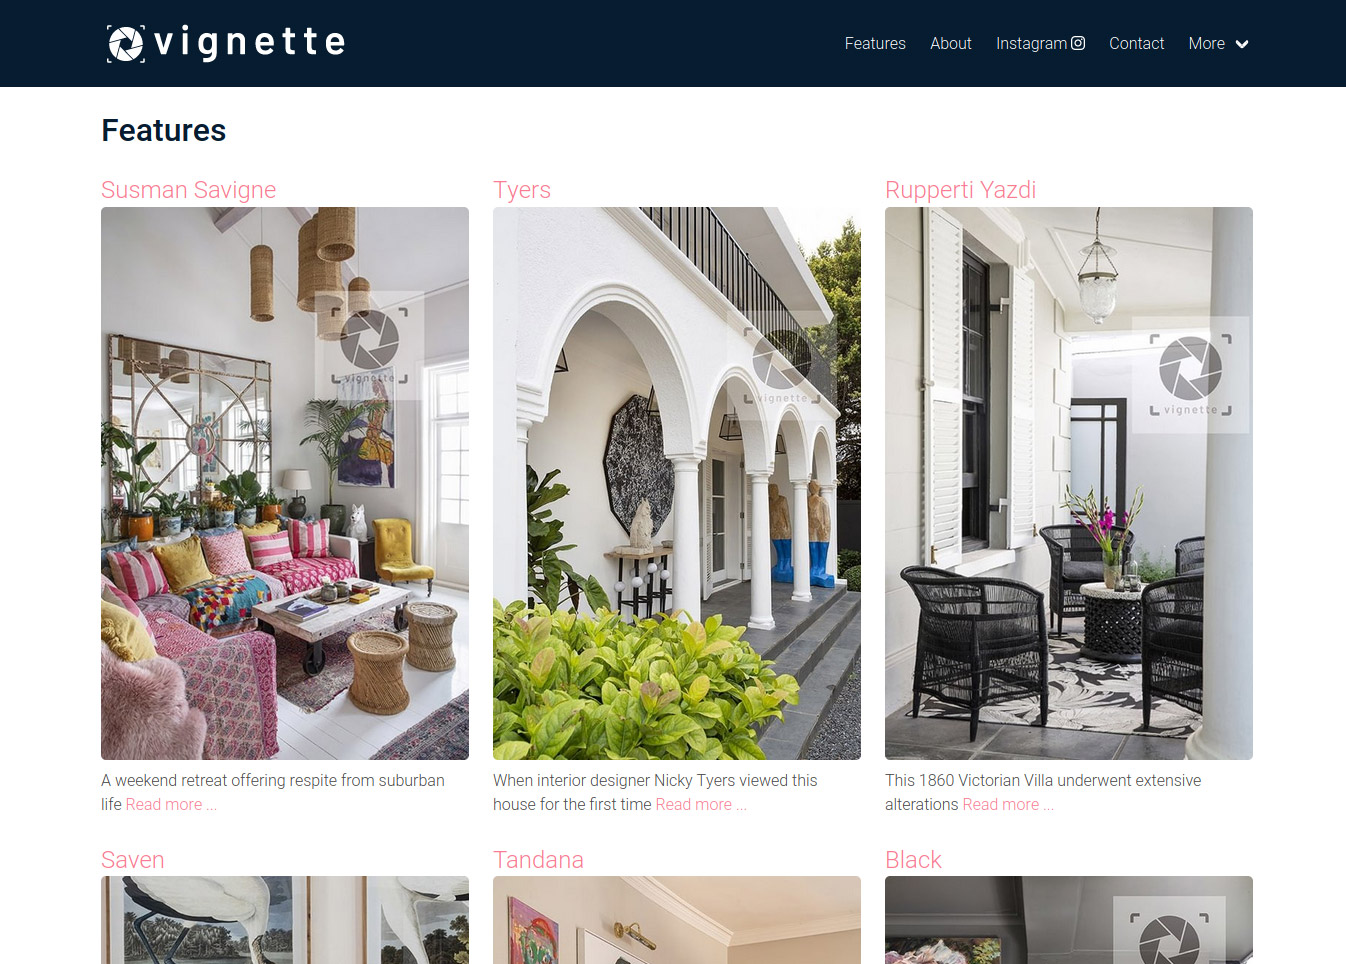 vignette
Features About Instagram Contact More
Features
Susman Savigne
Tyers
Rupperti Yazdi
vignette
vignette
vignette
A weekend retreat offering respite from suburban
life Read more ...
When interior designer Nicky Tyers viewed this
house for the first time Read more ...
This 1860 Victorian Villa underwent extensive
alterations Read more ...
Saven
Tandana
Black